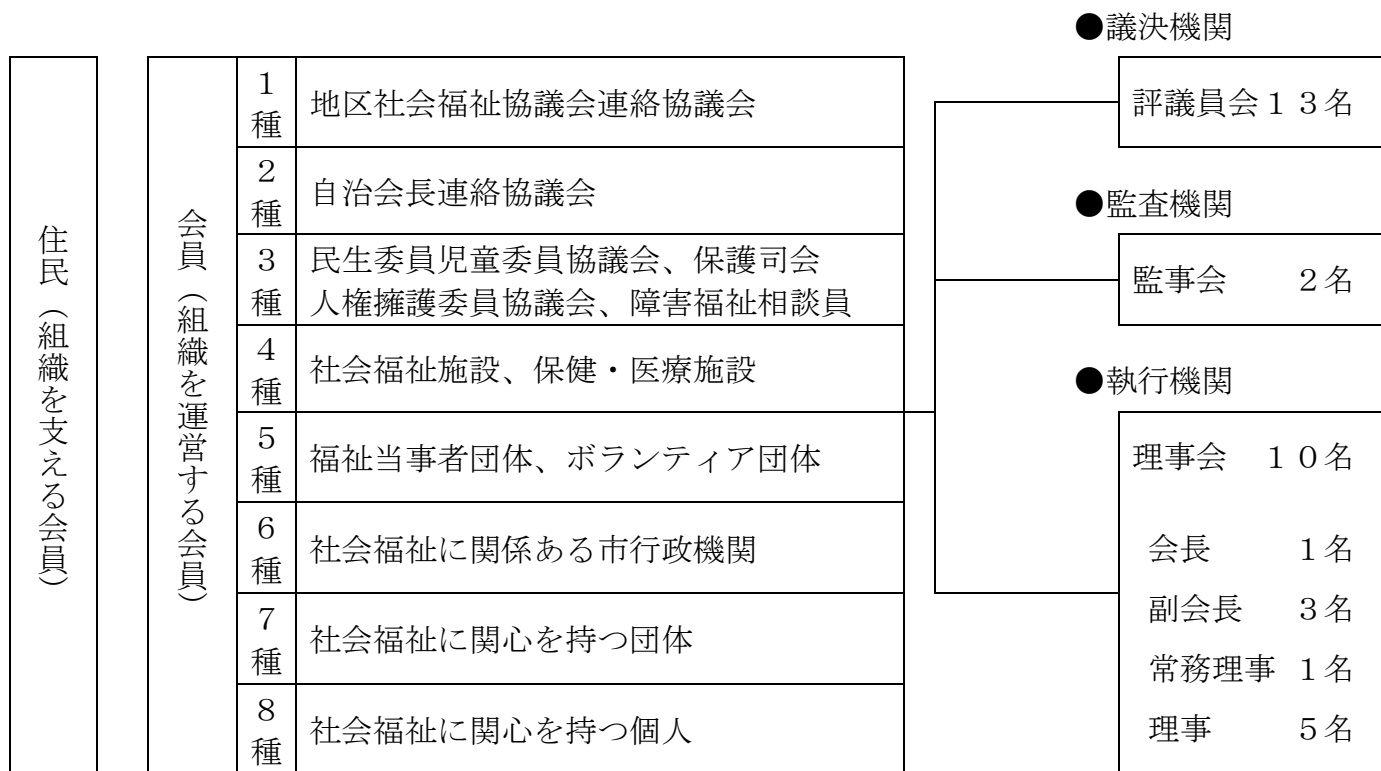 住民（組織を支える会員）
会員（組織を運営する会員）
１種
地区社会福祉協議会連絡協議会
２種
自治会長連絡協議会
３種
民生委員児童委員協議会、保護司会
人権擁護委員協議会、障害福祉相談員
４種
社会福祉施設、保健・医療施設
５種
福祉当事者団体、ボランティア団体
６種
社会福祉に関係ある市行政機関
７種
社会福祉に関心を持つ団体
８種
社会福祉に関心を持つ個人
●議決機関
評議員会１３名
●監査機関
監事会　　２名
●執行機関
理事会　１０名
会長　　　１名
副会長　　３名
常務理事　１名
理事　　　５名